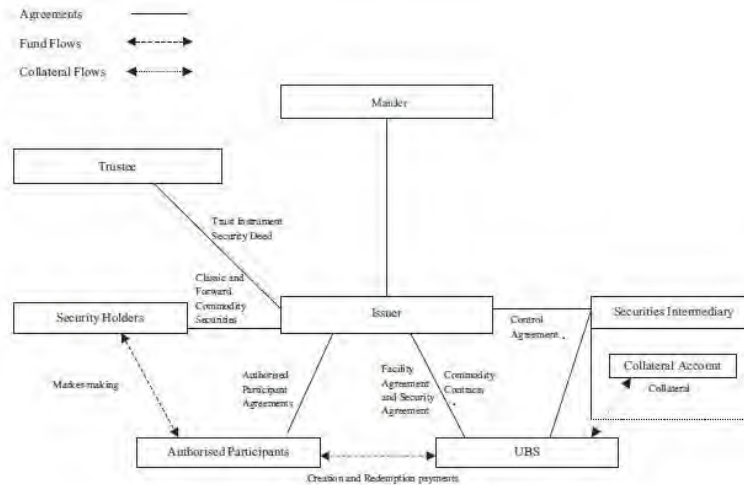 Agreements
Fund Flows
Collateral Flows
Trustee
Trust Instrument
Security Deed
Classic and
Forward
Commodity
Securities
Security Holders
Issuer
Securities Intermediary
Control
Agreement
Collateral Account
Collateral
Market-making
Authorised
Participant
Agreements
Facility
Agreement
and Security
Agreement
Commodity
Contracts
Authorised Participants
UBS
Creation and Redemption payments